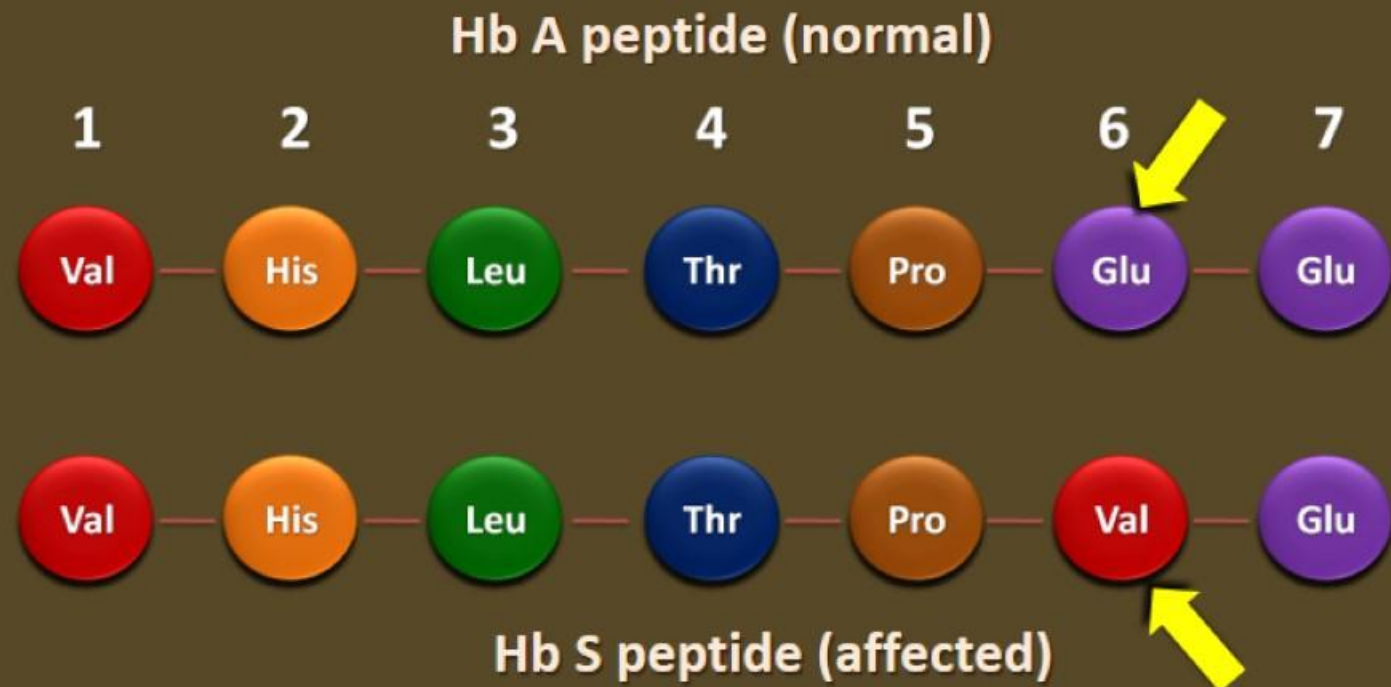 Hb A peptide (normal)
1 2 3 4 5 6 7
Val His Leu Thr Pro Glu Glu
Val His Leu Thr Pro Val Glu
Hb S peptide (affected)